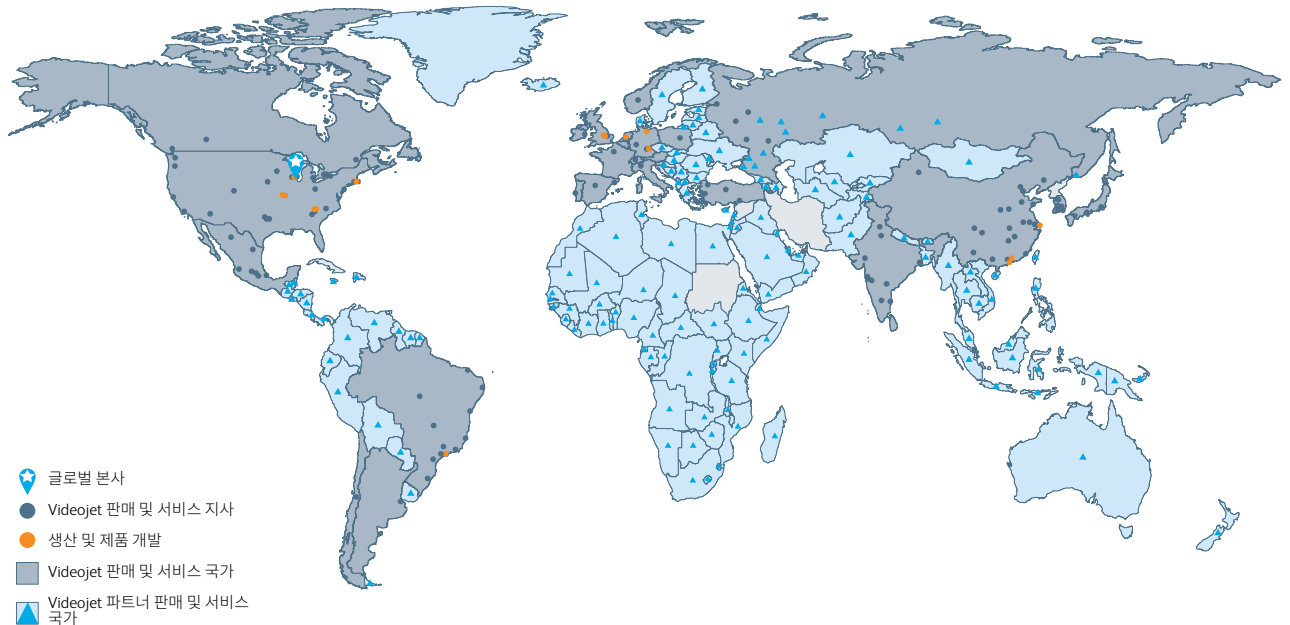 글로벌 본사
Videojet 판매 및 서비스 지사
생산 및 제품 개발
Videojet 판매 및 서비스 국가
Videojet 파트너 판매 및 서비스
국가